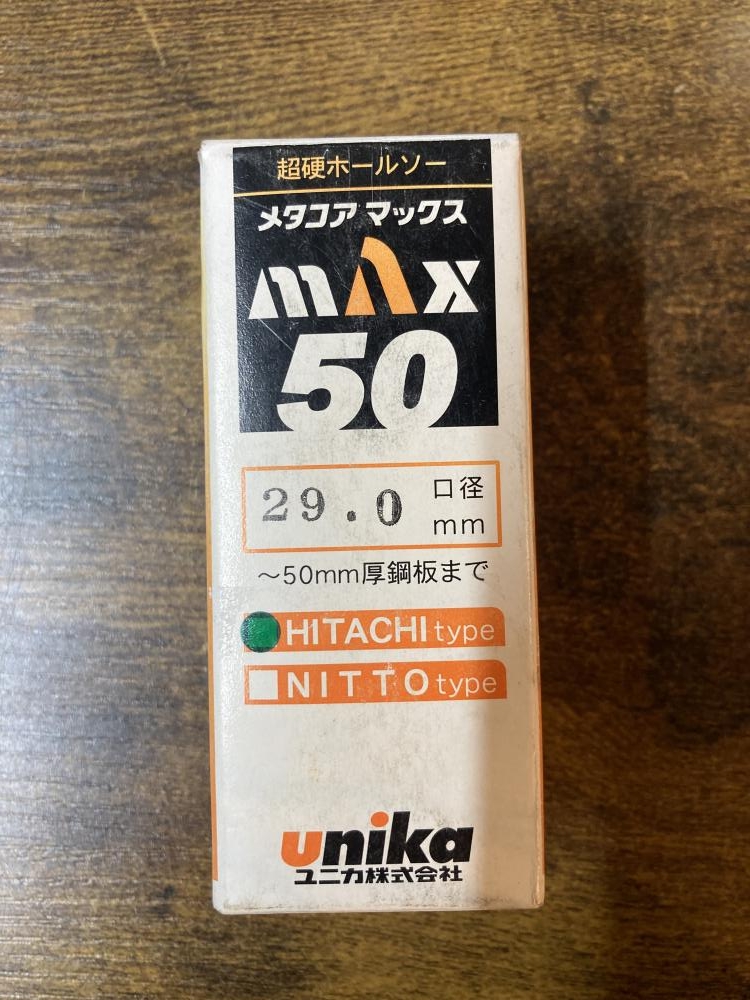 超硬ホールソー
メタコア マックス
mAx
50
29.0 口径
mm
～50mm厚鋼板まで
HITACHI type
NITTO type
unika
ユニカ株式会社